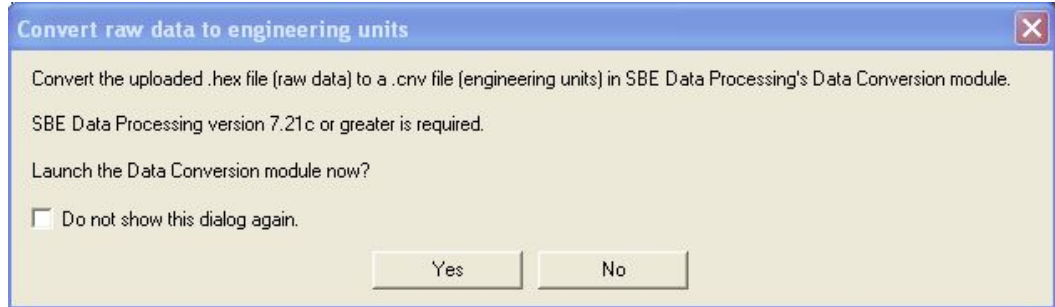 Convert raw data to engineering units
Convert the uploaded .hex file (raw data) to a .cnv file (engineering units) in SBE Data Processing's Data Conversion module.
SBE Data Processing version 7.21c or greater is required.
Launch the Data Conversion module now?
Do not show this dialog again.
Yes No